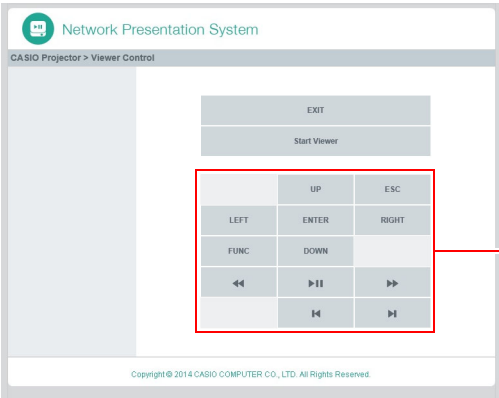 Network Presentation System
CASIO Projector > Viewer Control
EXIT
Start Viewer
UP ESC
LEFT ENTER RIGHT
FUNC DOWN
Copyright © 2014 CASIO COMPUTER CO., LTD. All Rights Reserved.